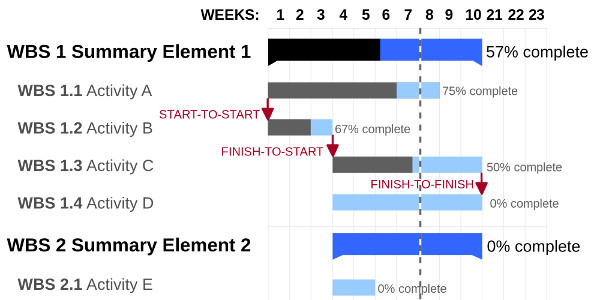 WEEKS: 1 2 3 4 5 6 7 8 9 10 21 22 23
WBS 1 Summary Element 1 57% complete
WBS 1.1 Activity A 75% complete
START-TO-START
WBS 1.2 Activity B 67% complete
FINISH-TO-START
WBS 1.3 Activity C 50% complete
FINISH-TO-FINISH
WBS 1.4 Activity D 0% complete
WBS 2 Summary Element 2 0% complete
WBS 2.1 Activity E 0% complete